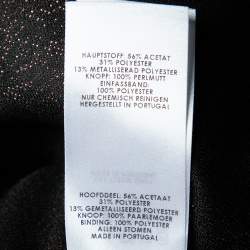 HAUPTSTOFF: 56% ACETAT
31% POLYESTER
13% METALLISERAD POLYESTER
KNOPF: 100% PERLMUTT
EINFASSBAND:
100% POLYESTER
NUR CHEMISCH REINIGEN
HERGESTELLT IN PORTUGAL
HOOFDDEEL: 56% ACETAAT
31% POLYESTER
13% GEMETALLISEERD POLYESTER
KNOOP: 100% PAARLEMOER
BINDING: 100% POLYESTER
ALLEEN STOMEN
MADE IN PORTUGAL